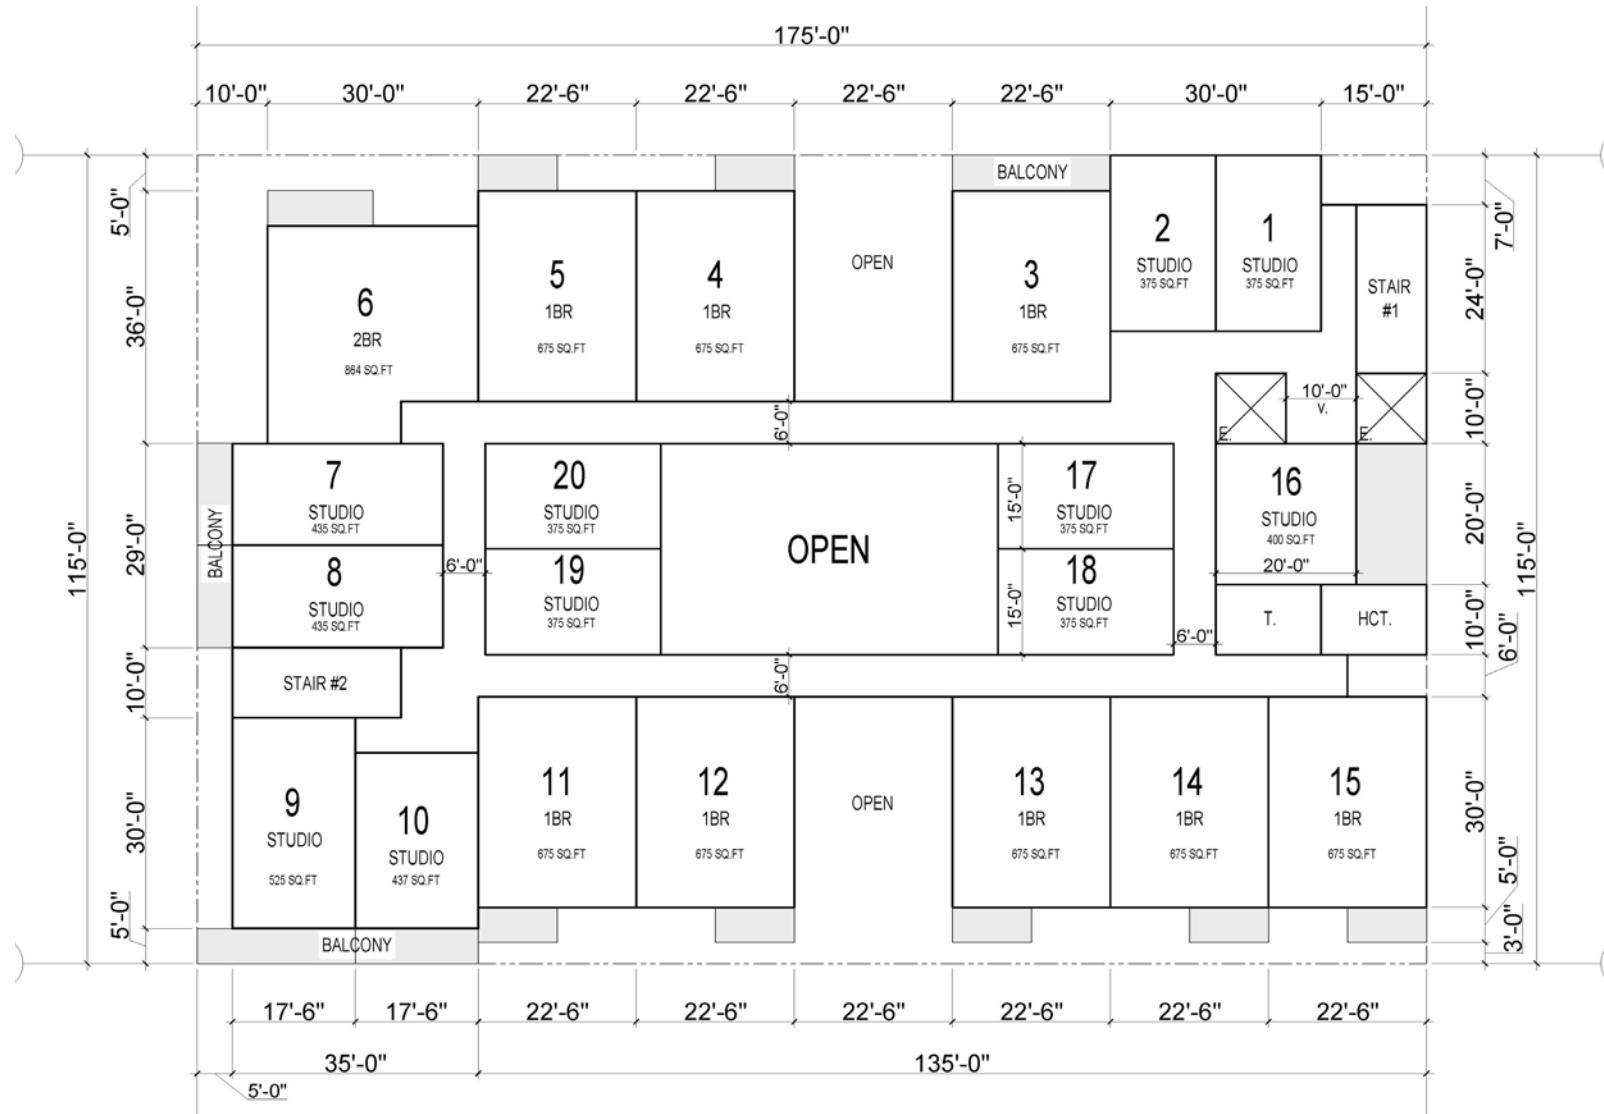 175'-0"
10'-0" 30'-0" 22'-6" 22'-6" 22'-6" 22'-6" 30'-0" 15'-0"
BALCONY
5'-0"
7'-0"
2
STUDIO
375 SQ.FT
1
STUDIO
375 SQ.FT
OPEN
5
1BR
675 SQ.FT
4
1BR
675 SQ.FT
3
1BR
675 SQ.FT
6
2BR
864 SQ.FT
STAIR
#1
36'-0"
24'-0"
10'-0"
V.
E.
E.
10'-0"
6'-0"
7
STUDIO
435 SQ.FT
20
STUDIO
375 SQ.FT
17
STUDIO
375 SQ.FT
15'-0"
16
STUDIO
400 SQ.FT
20'-0"
20'-0"
BALCONY
OPEN
115'-0"
29'-0"
115'-0"
8
STUDIO
435 SQ.FT
6'-0"
19
STUDIO
375 SQ.FT
18
STUDIO
375 SQ.FT
15'-0"
T.
HCT.
10'-0"
6'-0"
6'-0"
6'-0"
STAIR #2
10'-0"
11
1BR
675 SQ.FT
12
1BR
675 SQ.FT
OPEN
13
1BR
675 SQ.FT
14
1BR
675 SQ.FT
15
1BR
675 SQ.FT
9
STUDIO
525 SQ.FT
10
STUDIO
437 SQ.FT
30'-0"
30'-0"
5'-0"
5'-0"
3'-0"
BALCONY
17'-6" 17'-6" 22'-6" 22'-6" 22'-6" 22'-6" 22'-6" 22'-6"
35'-0" 135'-0"
5'-0"